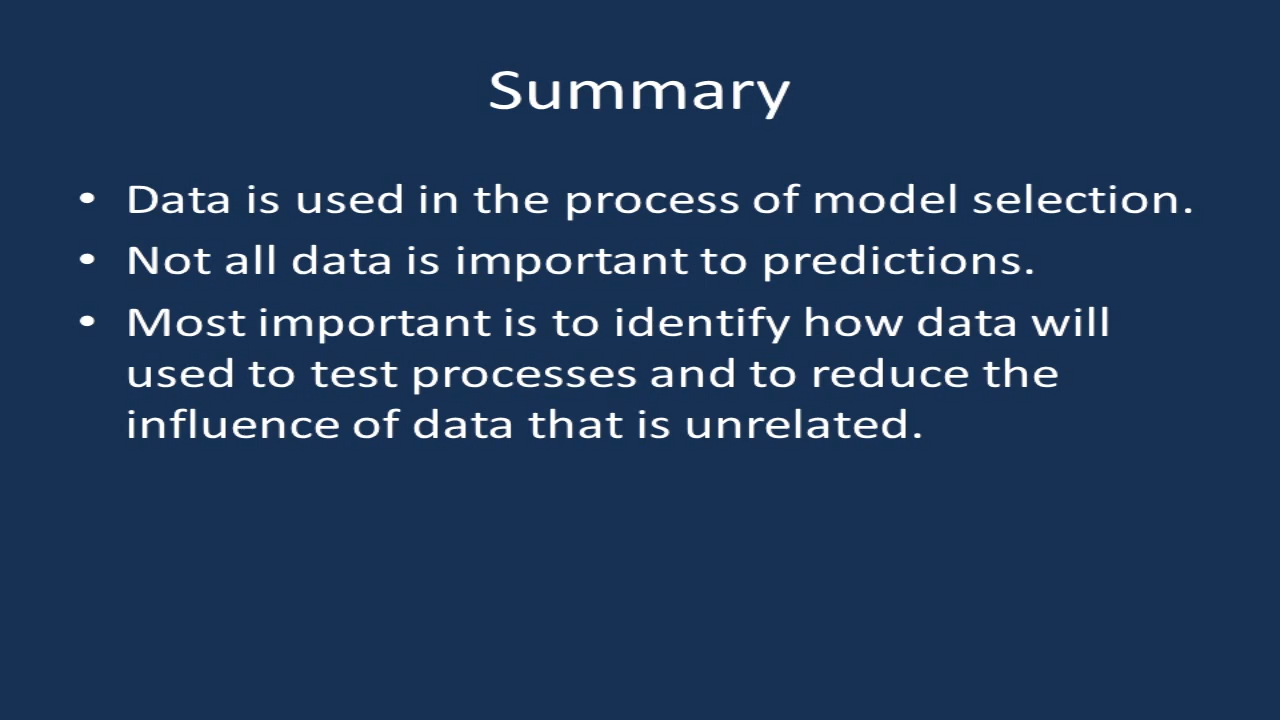 Summary
• Data is used in the process of model selection.
• Not all data is important to predictions.
• Most important is to identify how data will
used to test processes and to reduce the
influence of data that is unrelated.